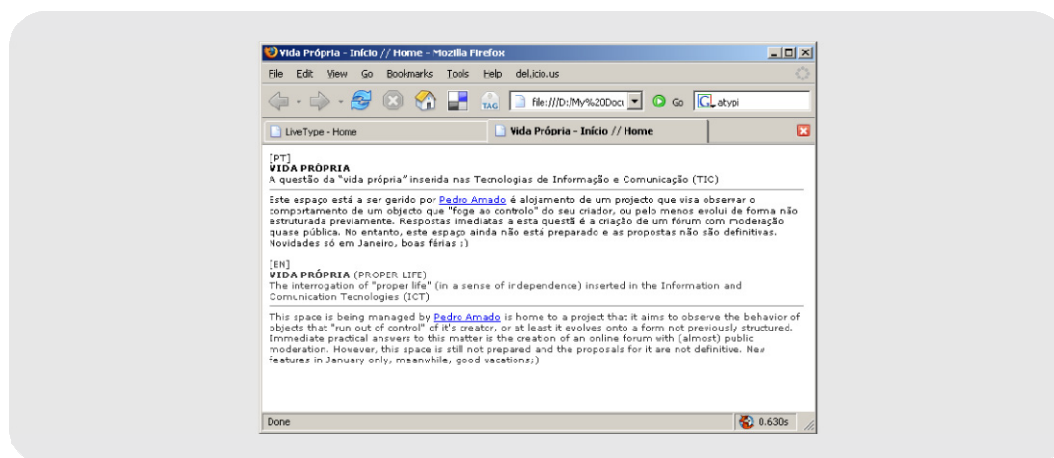 Vida Própria - Início // Home - Mozilla Firefox
File Edit View Go Bookmarks Tools Help del.icio.us
TAG file:///D:/My%20Docu Go G atypi
LiveType - Home Vida Própria - Início // Home
[PT]
VIDA PRÓPRIA
A questão da "vida própria" inserida nas Tecnologias de Informação e Comunicação (TIC)
Este espaço está a ser gerido por Pedro Amado é alojamento de um projecto que visa observar o
comportamento de um objecto que "foge ao controlo" do seu criador, ou pelo menos evolui de forma não
estruturada previamente. Respostas imediatas a esta questã é a criação de um fórum com moderação
quase pública. No entanto, este espaço ainda não está preparado e as propostas não são definitivas.
Novidades só em Janeiro, boas férias :)
[EN]
VIDA PRÓPRIA (PROPER LIFE)
The interrogation of "proper life" (in a sense of independence) inserted in the Information and
Comunication Tecnologies (ICT)
This space is being managed by Pedro Amado is home to a project that it aims to observe the behavior of
objects that "run out of control" of it's creator, or at least it evolves onto a form not previously structured.
Immediate practical answers to this matter is the creation of an online forum with (almost) public
moderation. However, this space is still not prepared and the proposals for it are not definitive. New
features in January only, meanwhile, good vacations;)
Done 0.630s